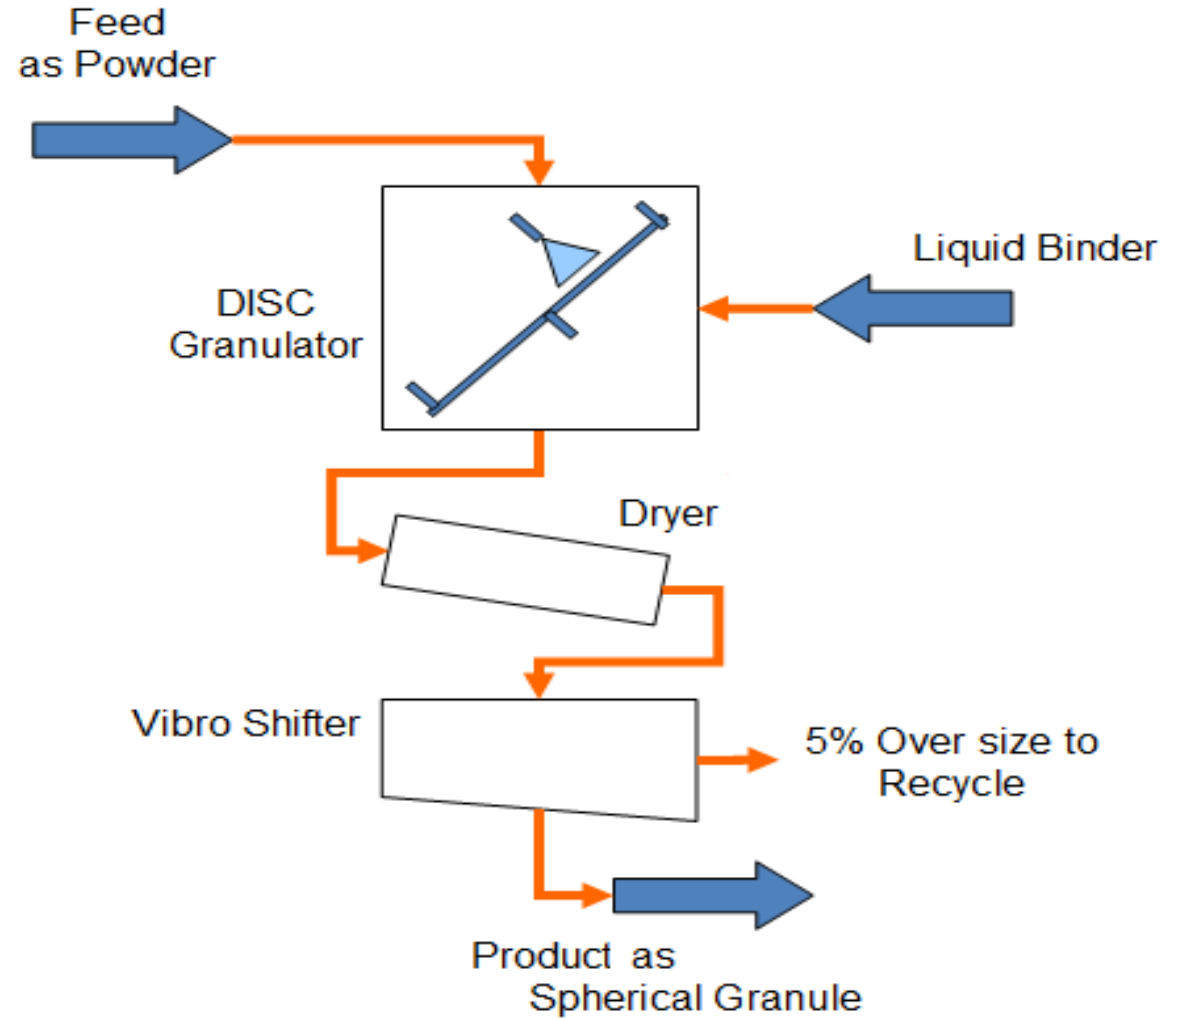 Feed
as Powder
Liquid Binder
DISC
Granulator
Dryer
Vibro Shifter
5% Over size to
Recycle
Product as
Spherical Granule